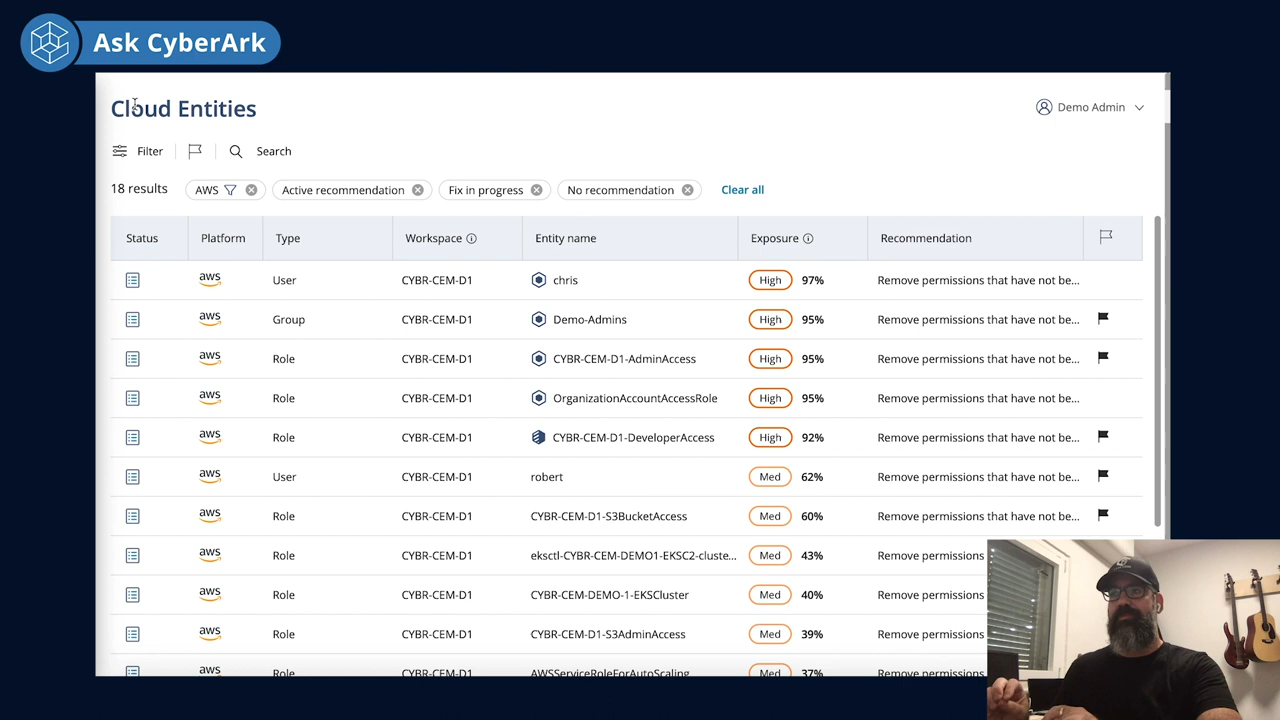 Ask CyberArk
Cloud Entities
Demo Admin
Filter Search
18 results AWS Active recommendation Fix in progress No recommendation Clear all
Status Platform Type Workspace Entity name Exposure Recommendation
aws User CYBR-CEM-D1 chris High 97% Remove permissions that have not be...
aws Group CYBR-CEM-D1 Demo-Admins High 95% Remove permissions that have not be...
aws Role CYBR-CEM-D1 CYBR-CEM-D1-AdminAccess High 95% Remove permissions that have not be...
aws Role CYBR-CEM-D1 OrganizationAccountAccessRole High 95% Remove permissions that have not be...
aws Role CYBR-CEM-D1 CYBR-CEM-D1-DeveloperAccess High 92% Remove permissions that have not be...
aws User CYBR-CEM-D1 robert Med 62% Remove permissions that have not be...
aws Role CYBR-CEM-D1 CYBR-CEM-D1-S3BucketAccess Med 60% Remove permissions that have not be...
aws Role CYBR-CEM-D1 eksctl-CYBR-CEM-DEMO1-EKSC2-cluste... Med 43% Remove permissions
aws Role CYBR-CEM-D1 CYBR-CEM-DEMO-1-EKSCluster Med 40% Remove permissions
aws Role CYBR-CEM-D1 CYBR-CEM-D1-S3AdminAccess Med 39% Remove permissions
aws Role CYBR-CEM-D1 AWSServiceRoleForAutoScaling Med 37% Remove permissions